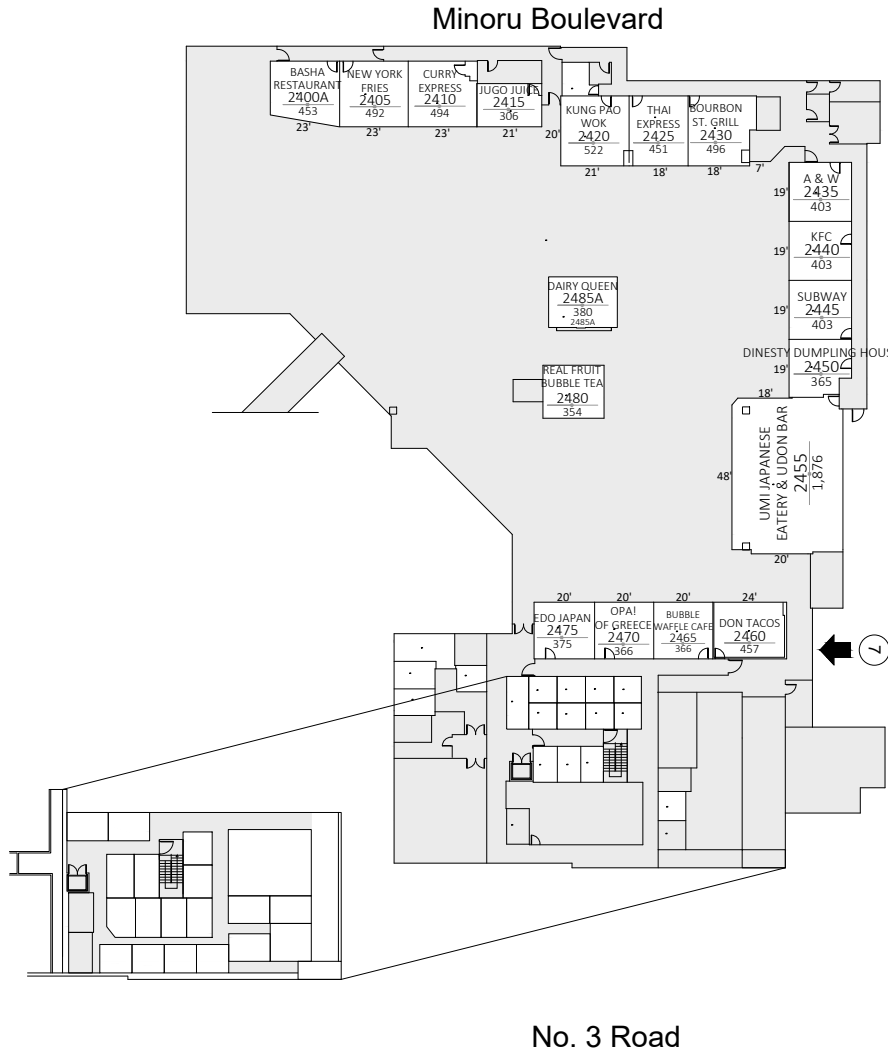 Minoru Boulevard
BASHA
RESTAURANT
2400A
453
23'
NEW YORK
FRIES
2405
492
23'
CURRY
EXPRESS
2410
494
23'
JUGO JUICE
2415
306
21'
20'
KUNG PAO
WOK
2420
522
21'
THAI
EXPRESS
2425
451
18'
BOURBON
ST. GRILL
2430
496
18'
7'
A & W
2435
403
19'
KFC
2440
403
19'
SUBWAY
2445
403
19'
DINESTY DUMPLING HOUS
2450
365
19'
18'
DAIRY QUEEN
2485A
380
2485A
REAL FRUIT
BUBBLE TEA
2480
354
UMI JAPANESE
EATERY & UDON BAR
2455
1,876
48'
20'
20'
EDO JAPAN
2475
375
20'
OPA!
OF GREECE
2470
366
20'
BUBBLE
WAFFLE CAFE
2465
366
24'
DON TACOS
2460
457
7
No. 3 Road